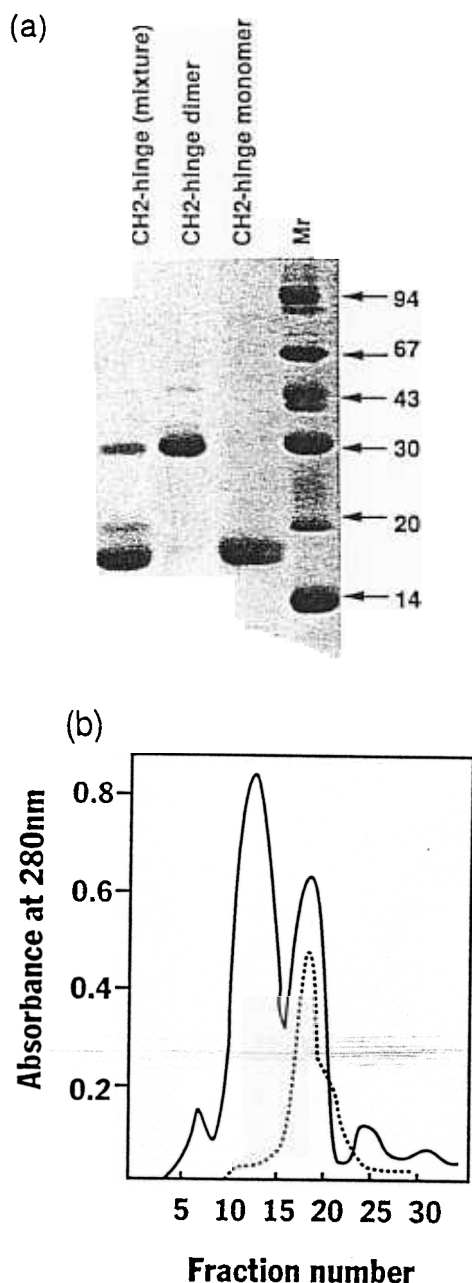 (a)
CH2-hinge (mixture)
CH2-hinge dimer
CH2-hinge monomer
Mr
94
67
43
30
20
14
(b)
Absorbance at 280nm
0.8
0.6
0.4
0.2
5 10 15 20 25 30
Fraction number